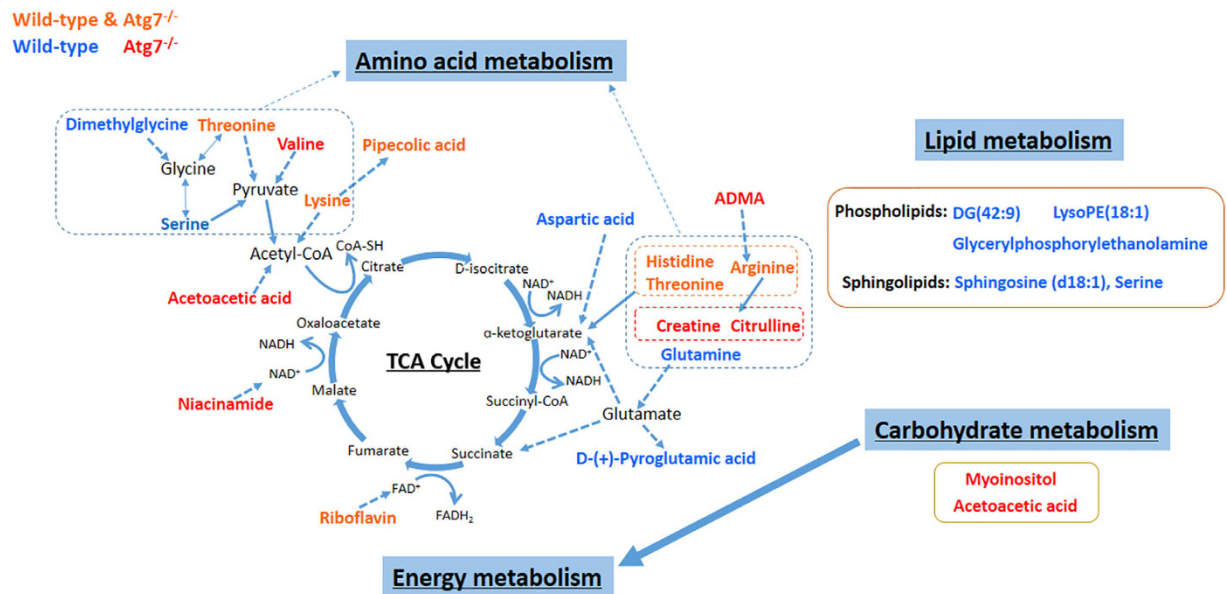 Wild-type & Atg7-/-
Wild-type Atg7-/-
Amino acid metabolism
Dimethylglycine Threonine
Valine
Pipecolic acid
Glycine
Pyruvate
Lysine
Serine
Acetyl-CoA
CoA-SH
Citrate
D-isocitrate
Acetoacetic acid
NAD+
NADH
Oxaloacetate
α-ketoglutarate
NADH
NAD+
TCA Cycle
NAD+
NADH
Niacinamide
Malate
Succinyl-CoA
Fumarate
Succinate
FAD+
FADH2
Riboflavin
Aspartic acid
ADMA
Histidine
Arginine
Threonine
Creatine Citrulline
Glutamine
Glutamate
D-(+)-Pyroglutamic acid
Lipid metabolism
Phospholipids: DG(42:9) LysoPE(18:1)
Glycerylphosphorylethanolamine
Sphingolipids: Sphingosine (d18:1), Serine
Carbohydrate metabolism
Myoinositol
Acetoacetic acid
Energy metabolism